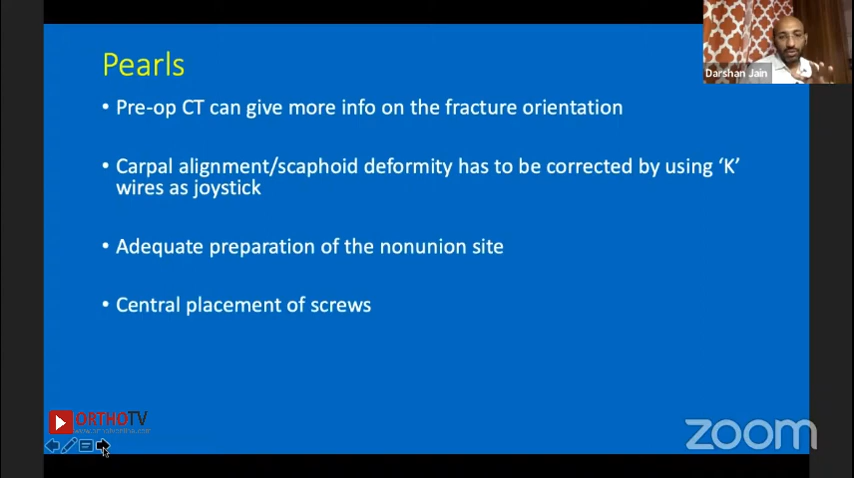 Pearls
Darshan Jain
• Pre-op CT can give more info on the fracture orientation
• Carpal alignment/scaphoid deformity has to be corrected by using ‘K’
wires as joystick
• Adequate preparation of the nonunion site
• Central placement of screws
ORTHOTV
zoom